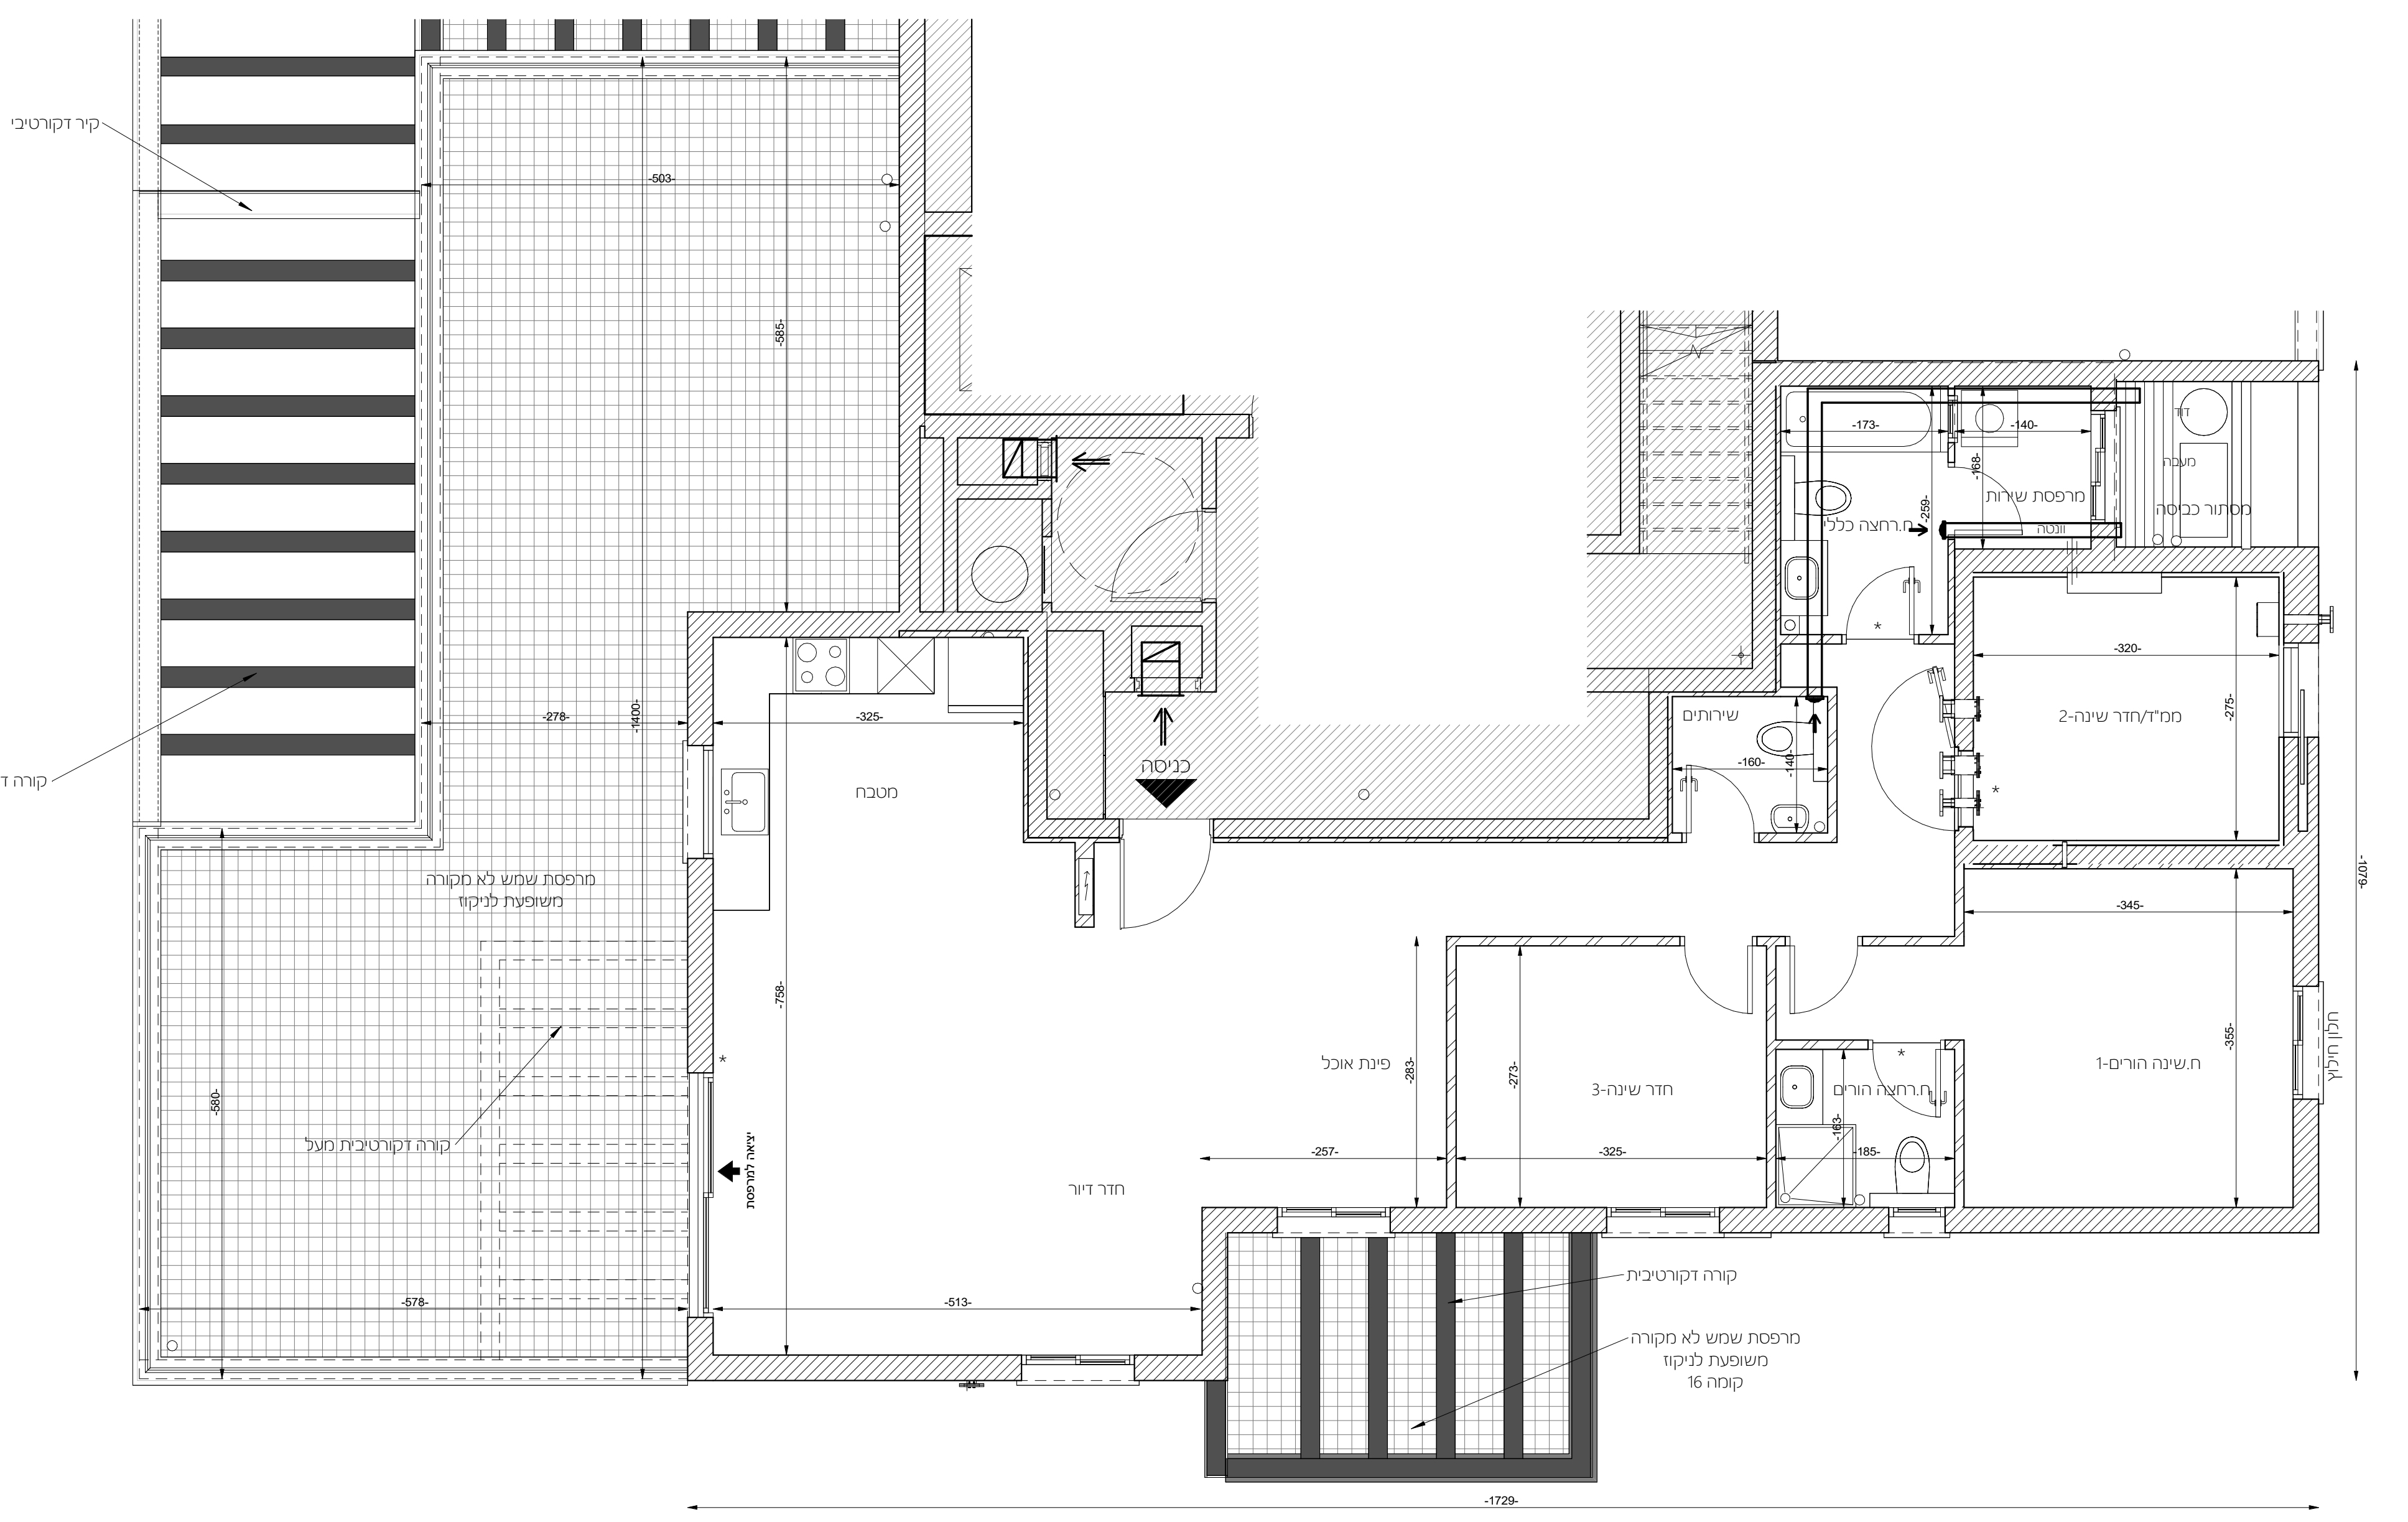 קיר דקורטיבי
-503-
-585-
-173-
-140-
דוד
מעבה
-168-
-259-
מרפסת שירות
מסתור כביסה
ח.רחצה כללי
וונטה
*
-320-
-275-
ממ"ד/חדר שינה-2
*
שירותים
-160-
-140-
-278-
-1400-
-325-
כניסה
קורה ד
מטבח
מרפסת שמש לא מקורה
משופעת לניקוז
-1079-
-345-
-355-
-758-
*
פינת אוכל
-283-
-273-
חדר שינה-3
*
ח.רחצה הורים
ח.שינה הורים-1
חלון חילוץ
-580-
קורה דקורטיבית מעל
יציאה למרפסת
-163-
-257-
-325-
-185-
חדר דיור
-578-
-513-
קורה דקורטיבית
מרפסת שמש לא מקורה
משופעת לניקוז
קומה 16
-1729-